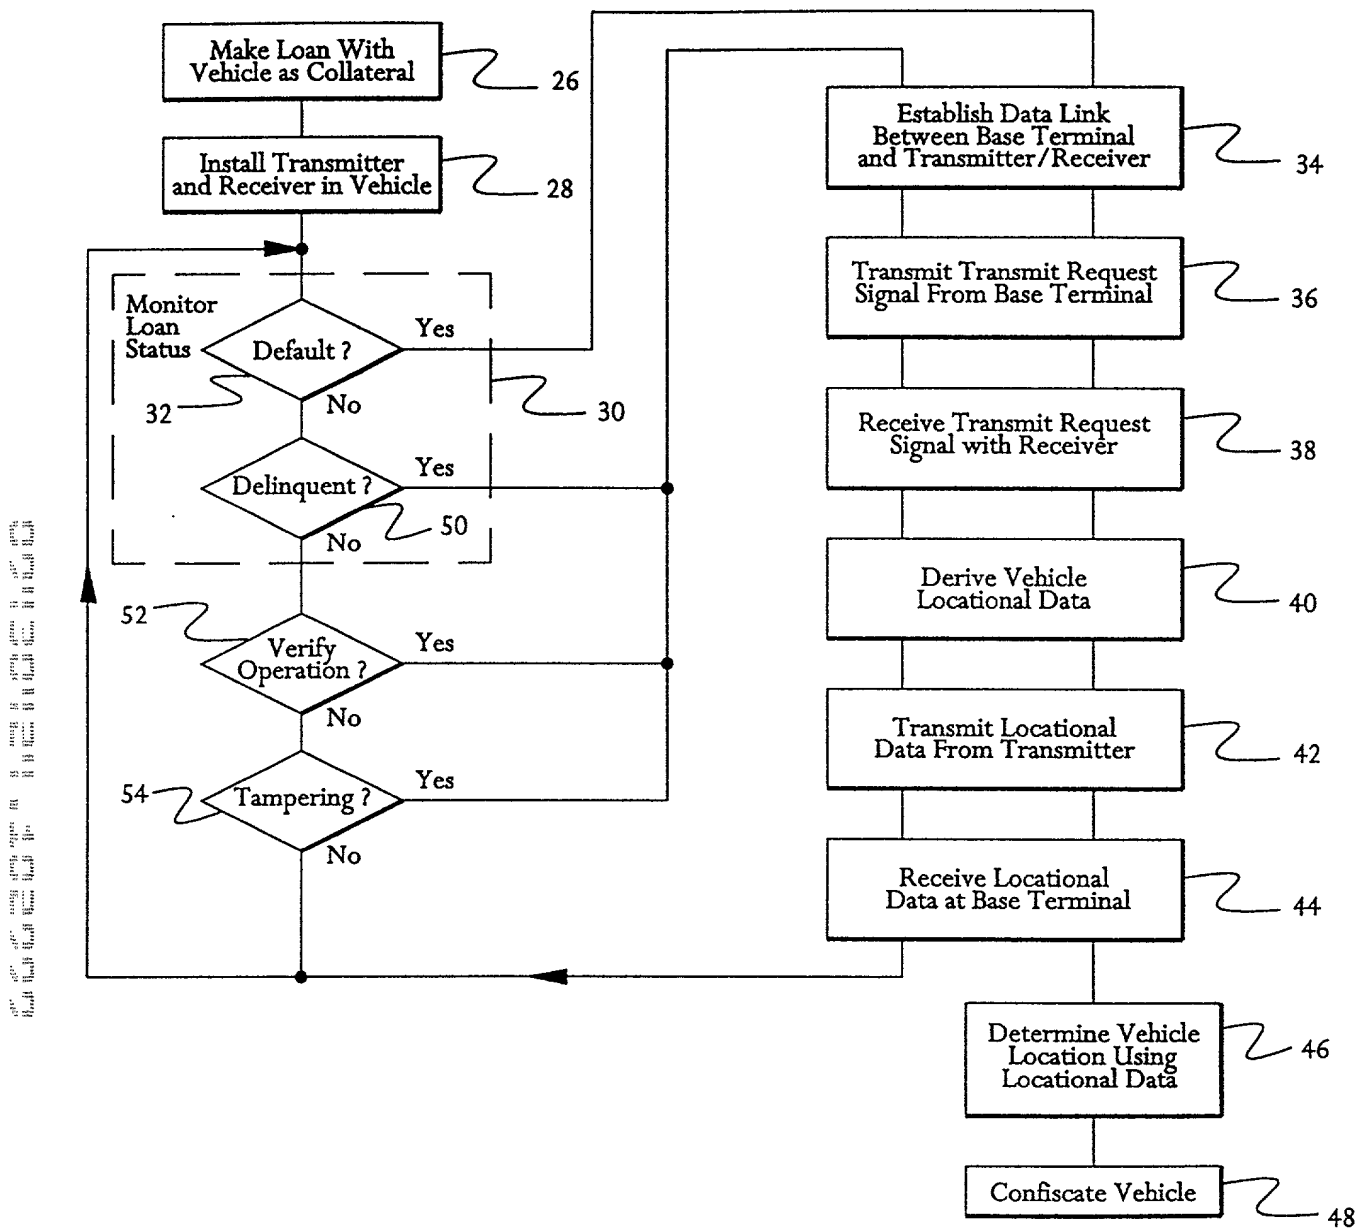 Make Loan With
Vehicle as Collateral
26
Install Transmitter
and Receiver in Vehicle
28
Monitor
Loan
Status
Default ?
Yes
32
No
30
Delinquent ?
Yes
50
No
52
Verify
Operation ?
Yes
No
54
Tampering ?
Yes
No
Establish Data Link
Between Base Terminal
and Transmitter/Receiver
34
Transmit Transmit Request
Signal From Base Terminal
36
Receive Transmit Request
Signal with Receiver
38
Derive Vehicle
Locational Data
40
Transmit Locational
Data From Transmitter
42
Receive Locational
Data at Base Terminal
44
Determine Vehicle
Location Using
Locational Data
46
Confiscate Vehicle
48